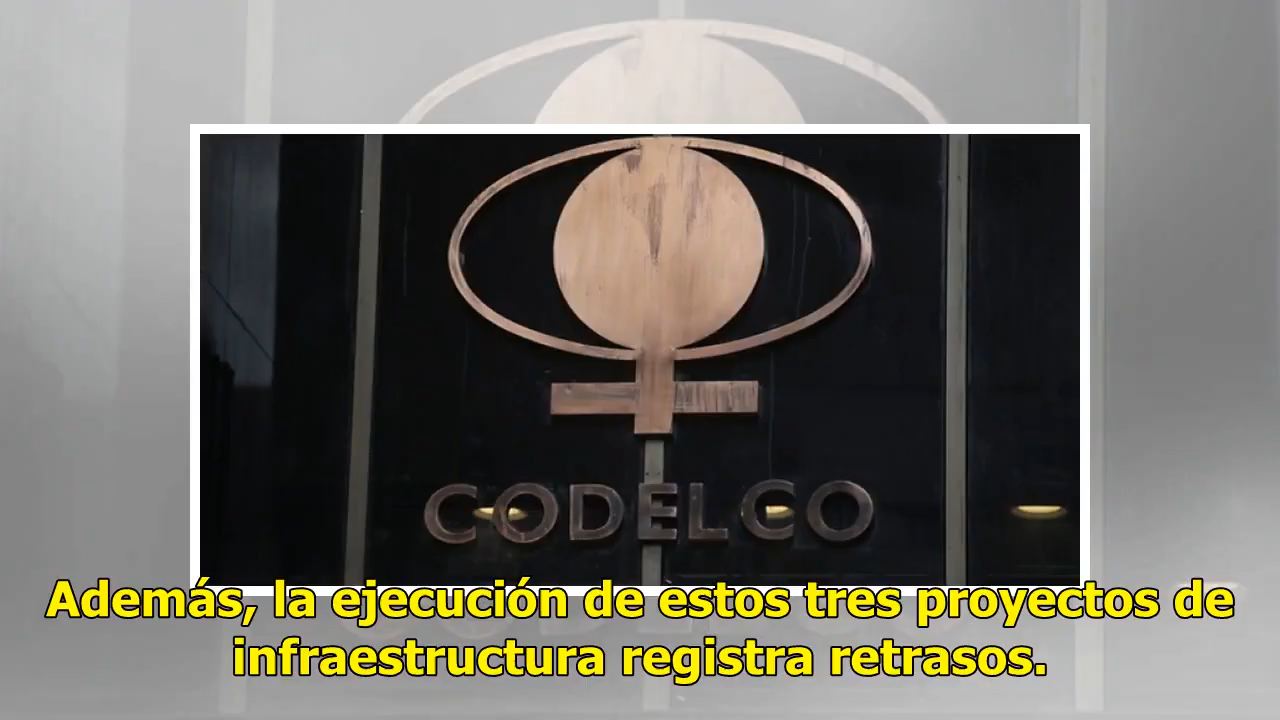 CODELCO
Además, la ejecución de estos tres proyectos de
infraestructura registra retrasos.